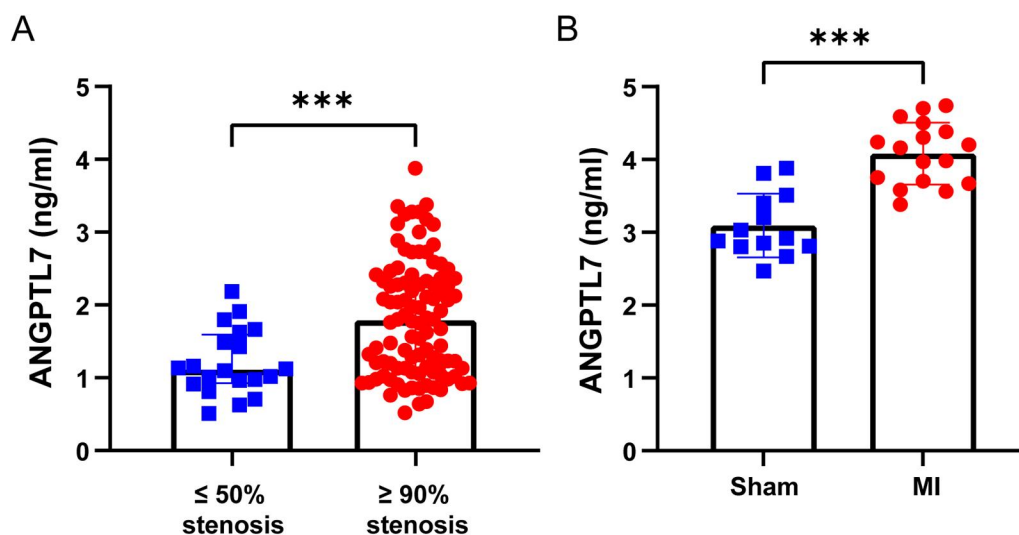 A
ANGPTL7 (ng/ml)
5
4
3
2
1
0
***
≤ 50%
stenosis
≥ 90%
stenosis
B
ANGPTL7 (ng/ml)
5
4
3
2
1
0
***
Sham
MI